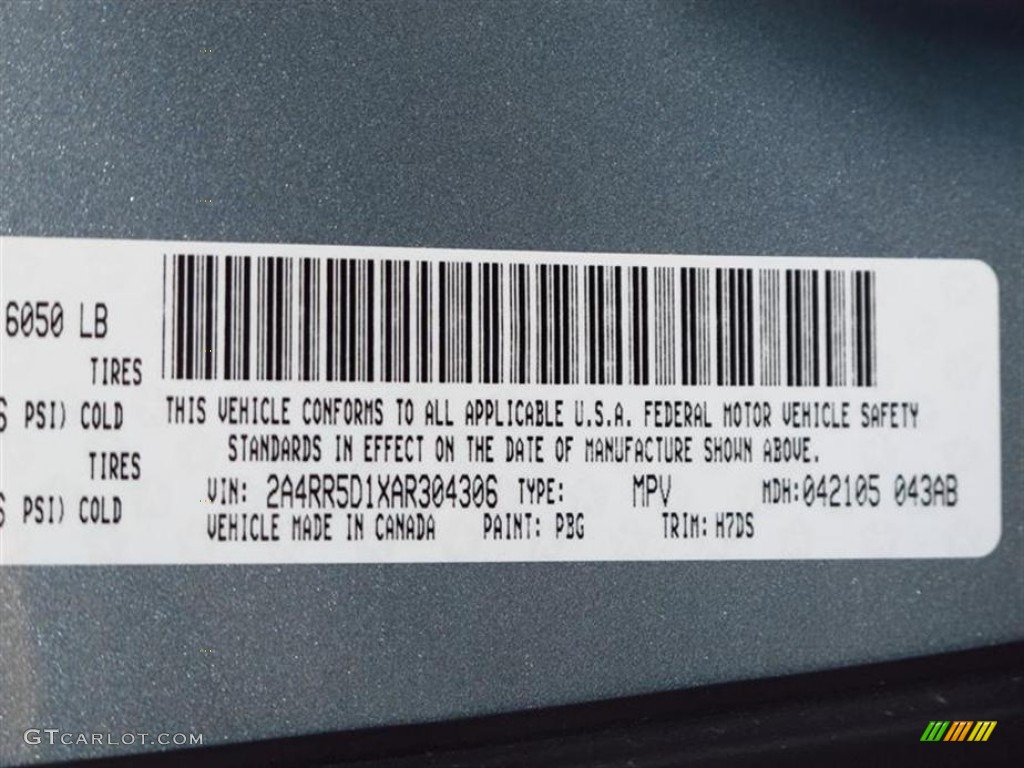 6050 LB
TIRES
PSI) COLD
TIRES
PSI) COLD
THIS VEHICLE CONFORMS TO ALL APPLICABLE U.S.A. FEDERAL MOTOR VEHICLE SAFETY
STANDARDS IN EFFECT ON THE DATE OF MANUFACTURE SHOWN ABOVE.
VIN: 2A4RR5D1XAR304306 TYPE: MPV MDH: 042105 043AB
VEHICLE MADE IN CANADA PAINT: PBG TRIM: H7DS
GTCARLOT.COM